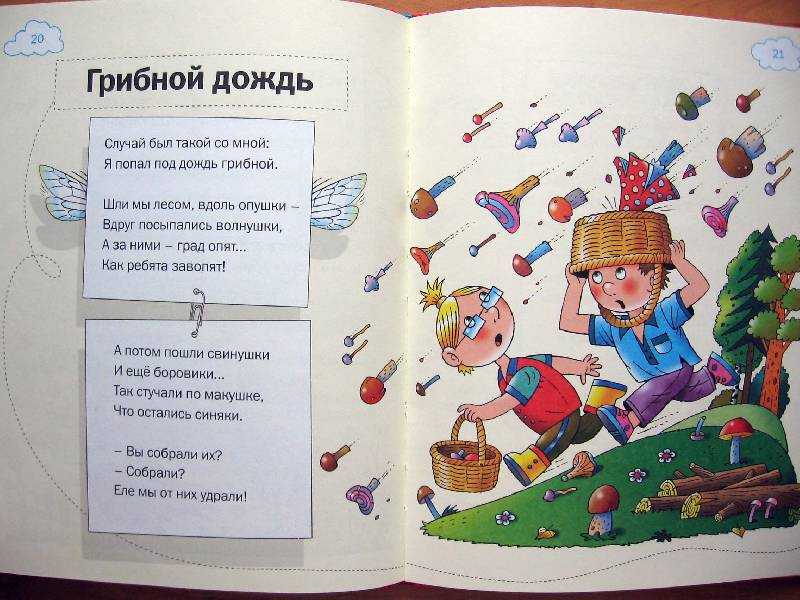 20
Грибной дождь
Случай был такой со мной:
Я попал под дождь грибной.
Шли мы лесом, вдоль опушки –
Вдруг посыпались волнушки,
А за ними – град опят...
Как ребята завопят!
А потом пошли свинушки
И ещё боровики...
Так стучали по макушке,
Что остались синяки.
– Вы собрали их?
– Собрали?
Еле мы от них удрали!
21